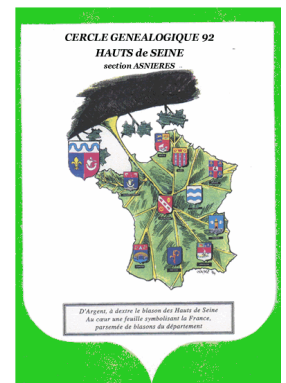 CERCLE GENEALOGIQUE 92
HAUTS de SEINE
section ASNIERES
D'Argent, à dextre le blason des Hauts de Seine
Au cœur une feuille symbolisant la France,
parsemée de blasons du département